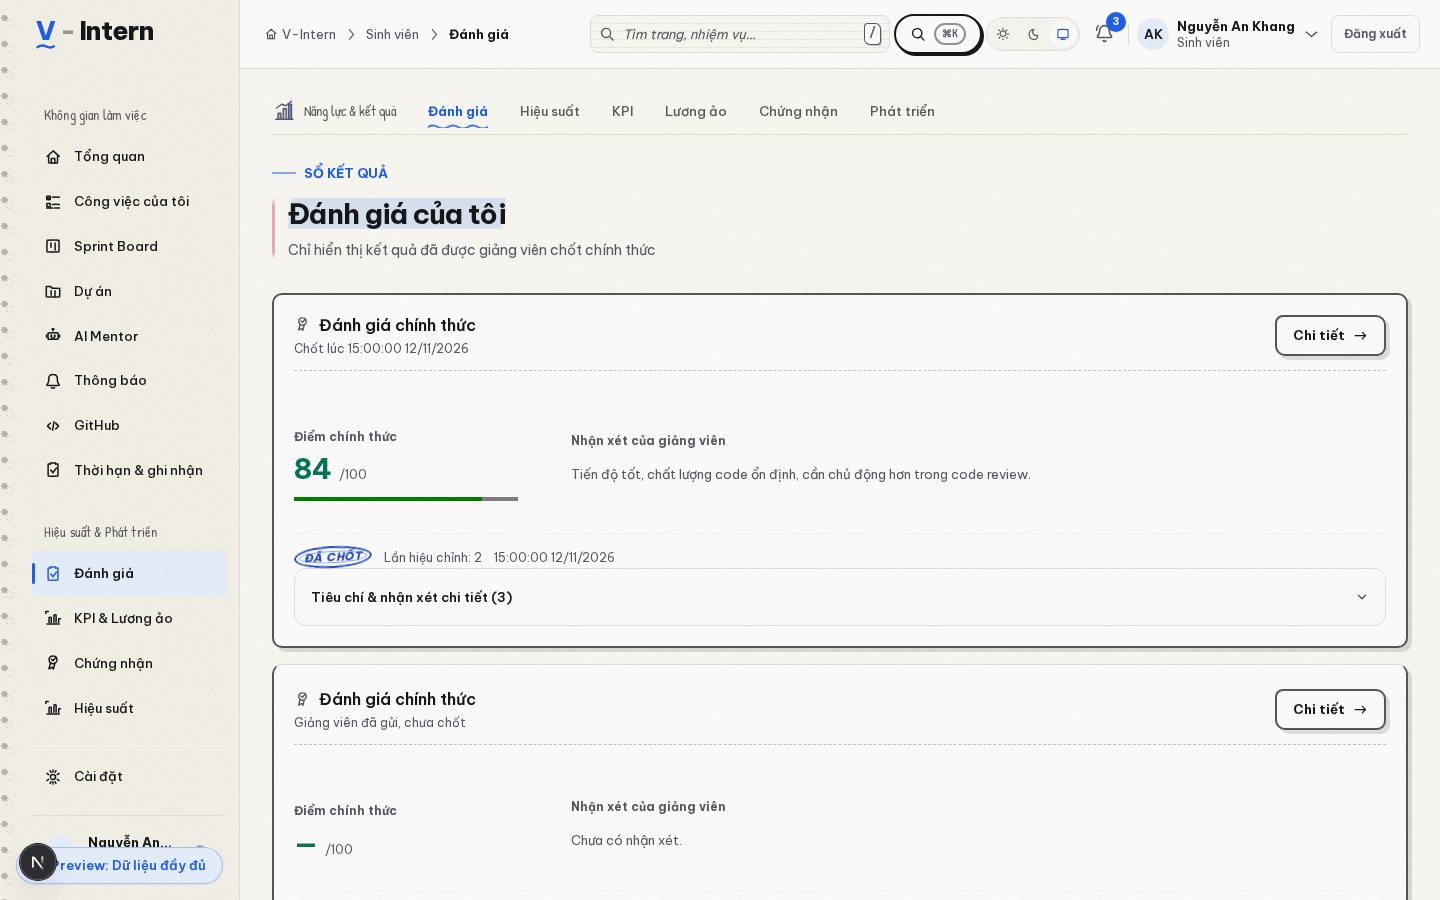 V - Intern
V-Intern > Sinh viên > Đánh giá
Tìm trang, nhiệm vụ...
/
⌘K
3
AK
Nguyễn An Khang
Sinh viên
Đăng xuất
Không gian làm việc
Tổng quan
Công việc của tôi
Sprint Board
Dự án
AI Mentor
Thông báo
GitHub
Thời hạn & ghi nhận
Hiệu suất & Phát triển
Đánh giá
KPI & Lương ảo
Chứng nhận
Hiệu suất
Cài đặt
Nguyễn An...
N
Preview: Dữ liệu đầy đủ
Năng lực & kết quả
Đánh giá
Hiệu suất
KPI
Lương ảo
Chứng nhận
Phát triển
SỔ KẾT QUẢ
Đánh giá của tôi
Chỉ hiển thị kết quả đã được giảng viên chốt chính thức
Đánh giá chính thức
Chốt lúc 15:00:00 12/11/2026
Chi tiết →
Điểm chính thức
84 /100
Nhận xét của giảng viên
Tiến độ tốt, chất lượng code ổn định, cần chủ động hơn trong code review.
ĐÃ CHỐT
Lần hiệu chỉnh: 2
15:00:00 12/11/2026
Tiêu chí & nhận xét chi tiết (3)
Đánh giá chính thức
Giảng viên đã gửi, chưa chốt
Chi tiết →
Điểm chính thức
– /100
Nhận xét của giảng viên
Chưa có nhận xét.